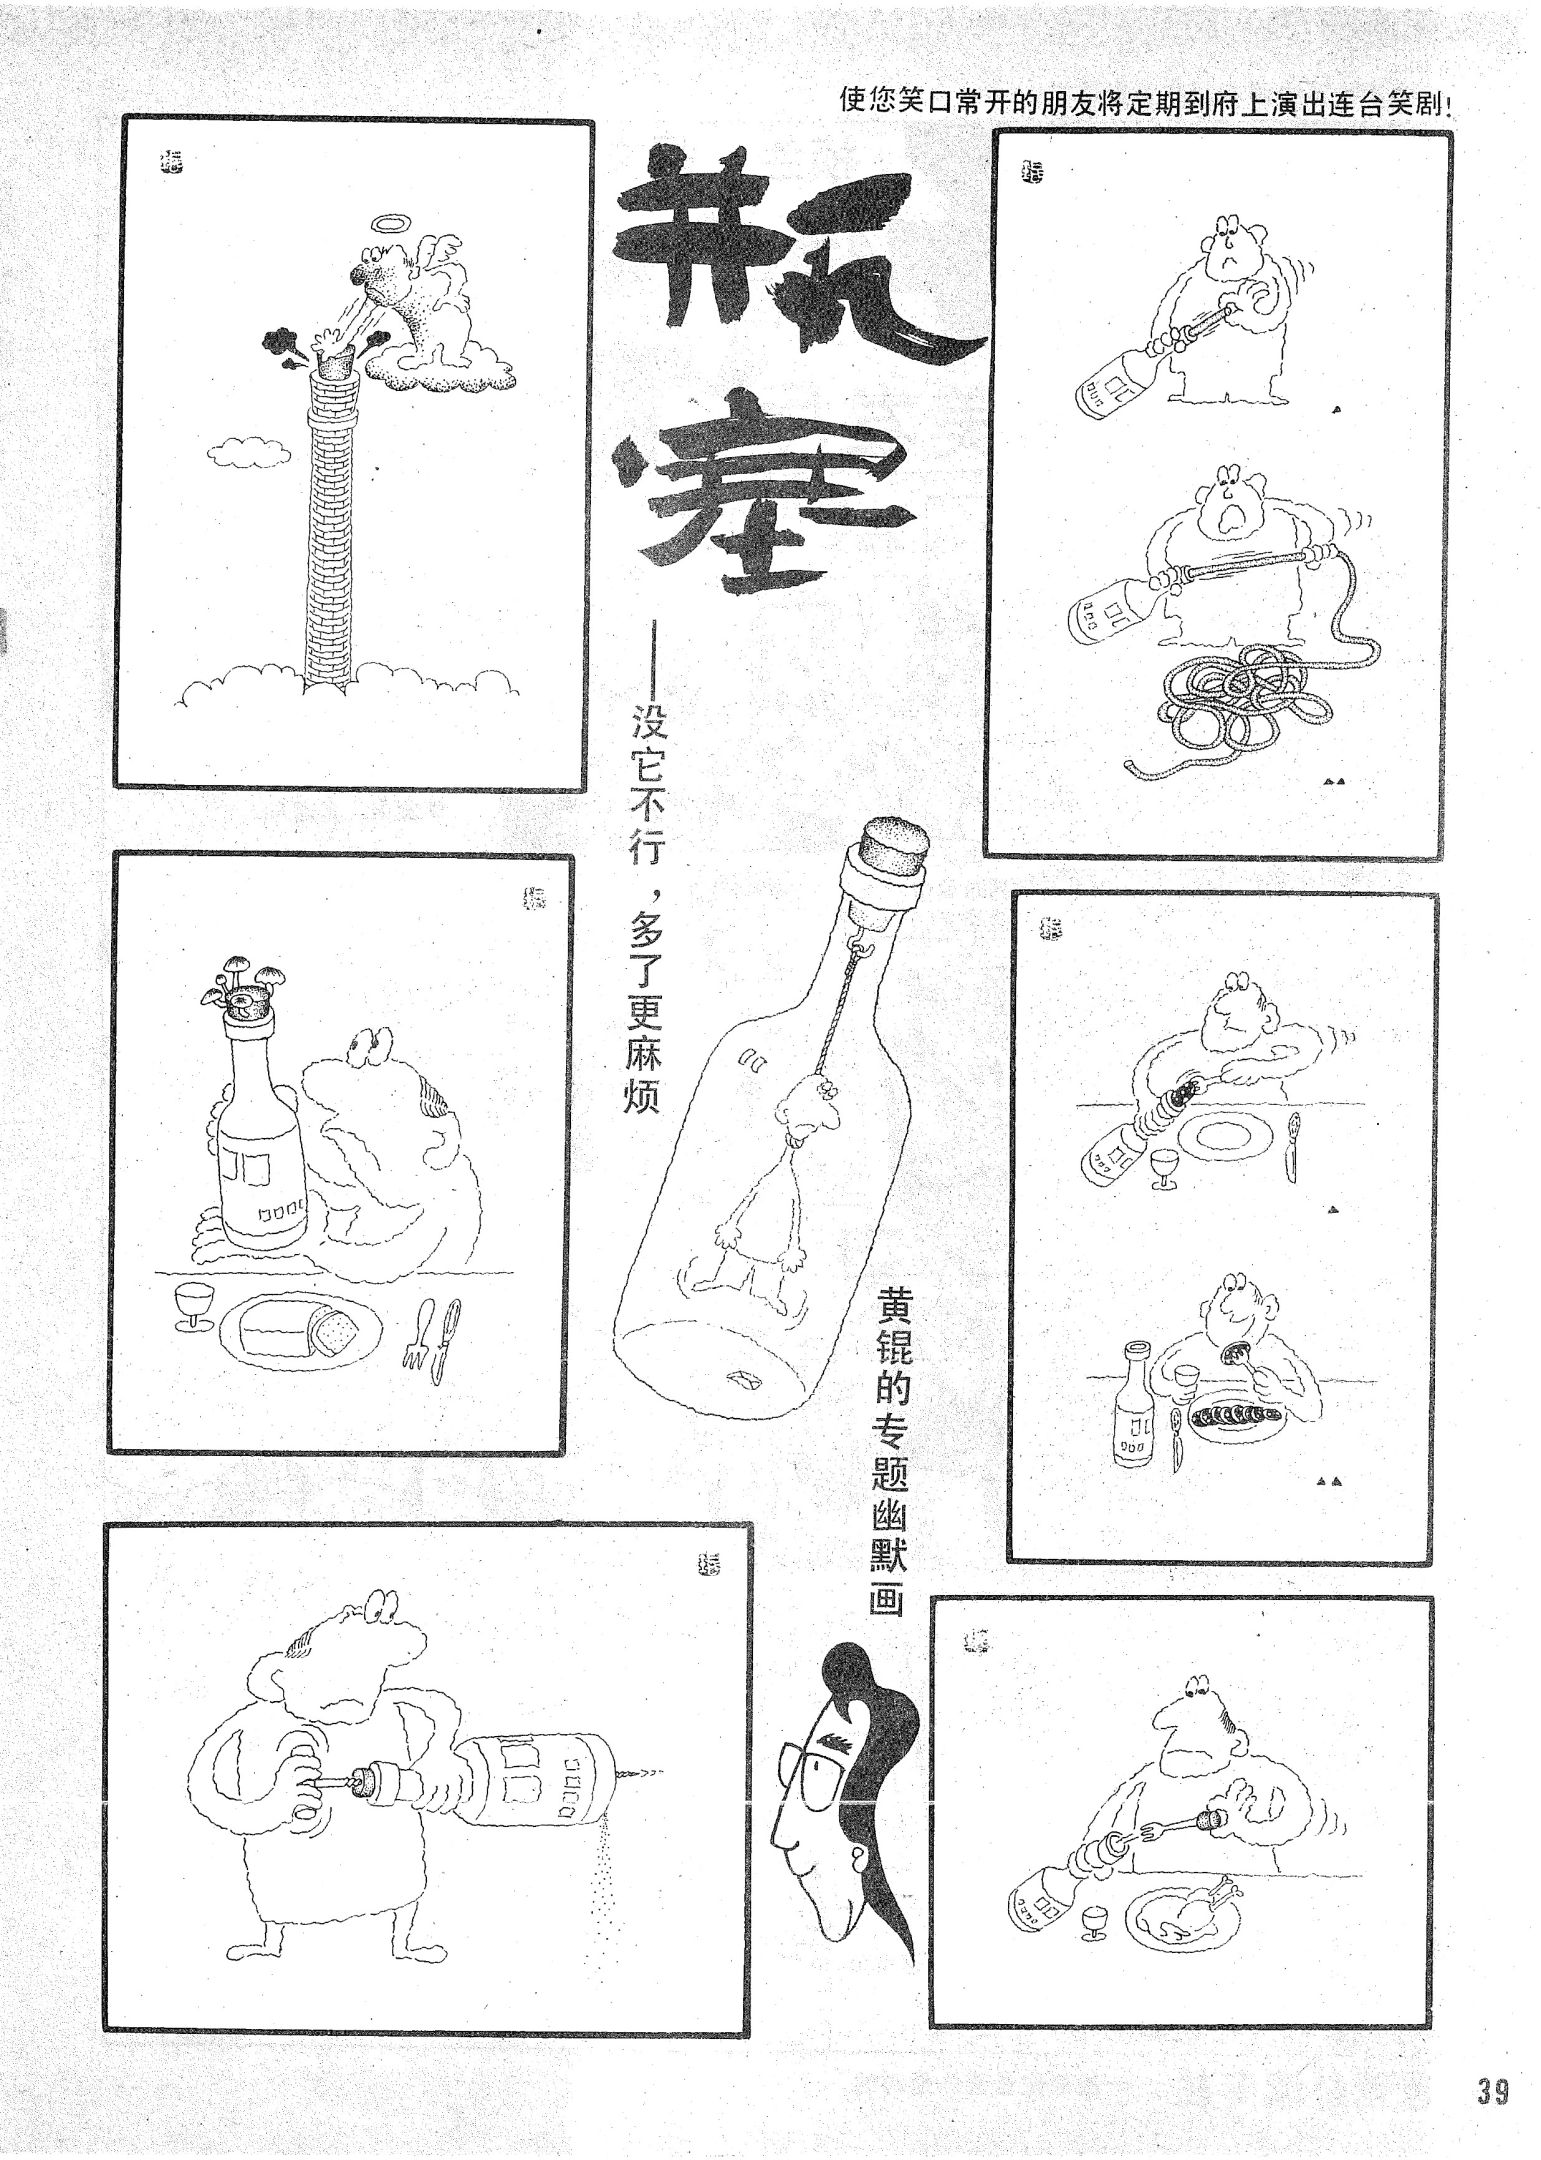 使您笑口常开的朋友将定期到府上演出连台笑剧!
瓶塞
——没它不行，多了更麻烦
黄锟的专题幽默画
39